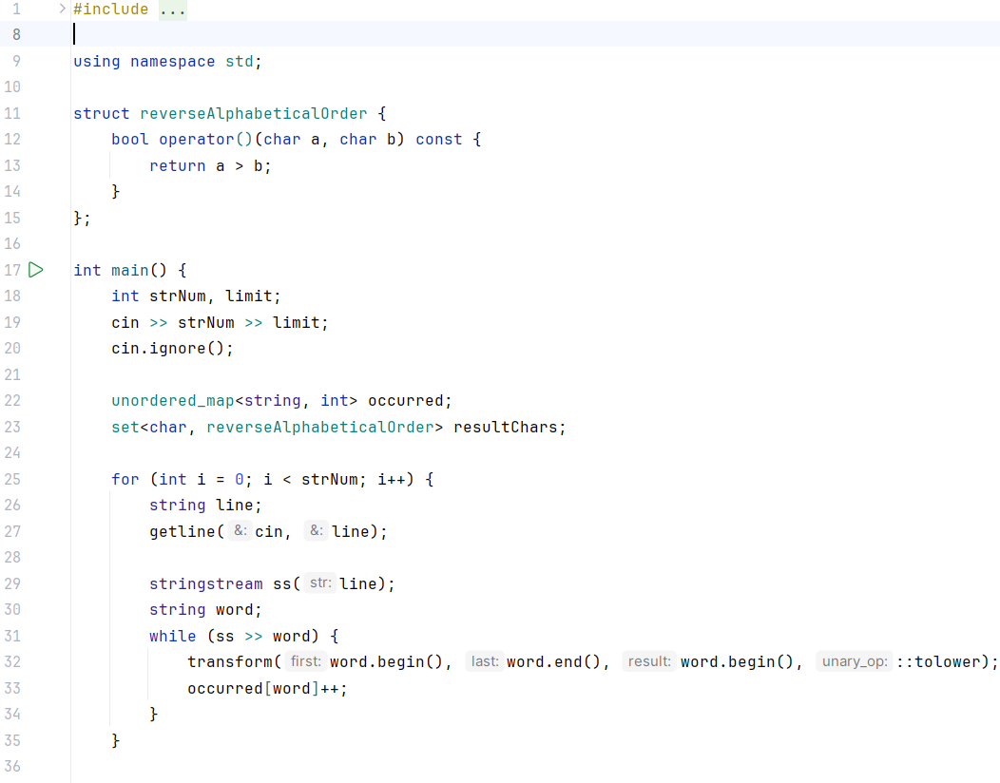 1 #include ...
8
9 using namespace std;
10
11 struct reverseAlphabeticalOrder {
12 bool operator()(char a, char b) const {
13 return a > b;
14 }
15 };
16
17 int main() {
18 int strNum, limit;
19 cin >> strNum >> limit;
20 cin.ignore();
21
22 unordered_map<string, int> occurred;
23 set<char, reverseAlphabeticalOrder> resultChars;
24
25 for (int i = 0; i < strNum; i++) {
26 string line;
27 getline( &: cin, &: line);
28
29 stringstream ss( str: line);
30 string word;
31 while (ss >> word) {
32 transform( first: word.begin(), last: word.end(), result: word.begin(), unary_op: ::tolower);
33 occurred[word]++;
34 }
35 }
36